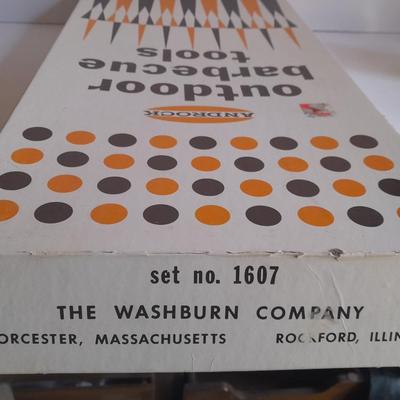 outdoor
barbecue
tools
ANDROCK
set no. 1607
THE WASHBURN COMPANY
ORCESTER, MASSACHUSETTS ROCKFORD, ILLIN